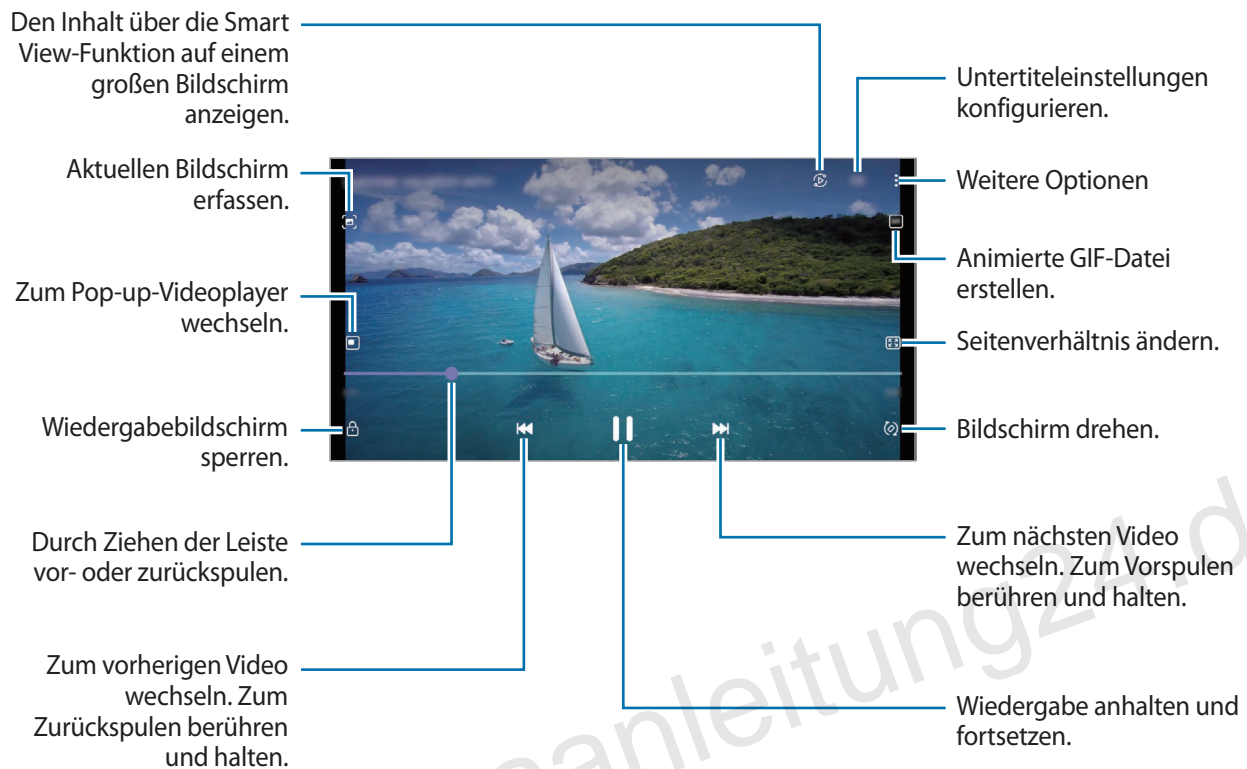 Den Inhalt über die Smart
View-Funktion auf einem
großen Bildschirm
anzeigen.
Aktuellen Bildschirm
erfassen.
Zum Pop-up-Videoplayer
wechseln.
Wiedergabebildschirm
sperren.
Durch Ziehen der Leiste
vor- oder zurückspulen.
Zum vorherigen Video
wechseln. Zum
Zurückspulen berühren
und halten.
Untertiteleinstellungen
konfigurieren.
Weitere Optionen
Animierte GIF-Datei
erstellen.
Seitenverhältnis ändern.
Bildschirm drehen.
Zum nächsten Video
wechseln. Zum Vorspulen
berühren und halten.
Wiedergabe anhalten und
fortsetzen.
anleitung24.d